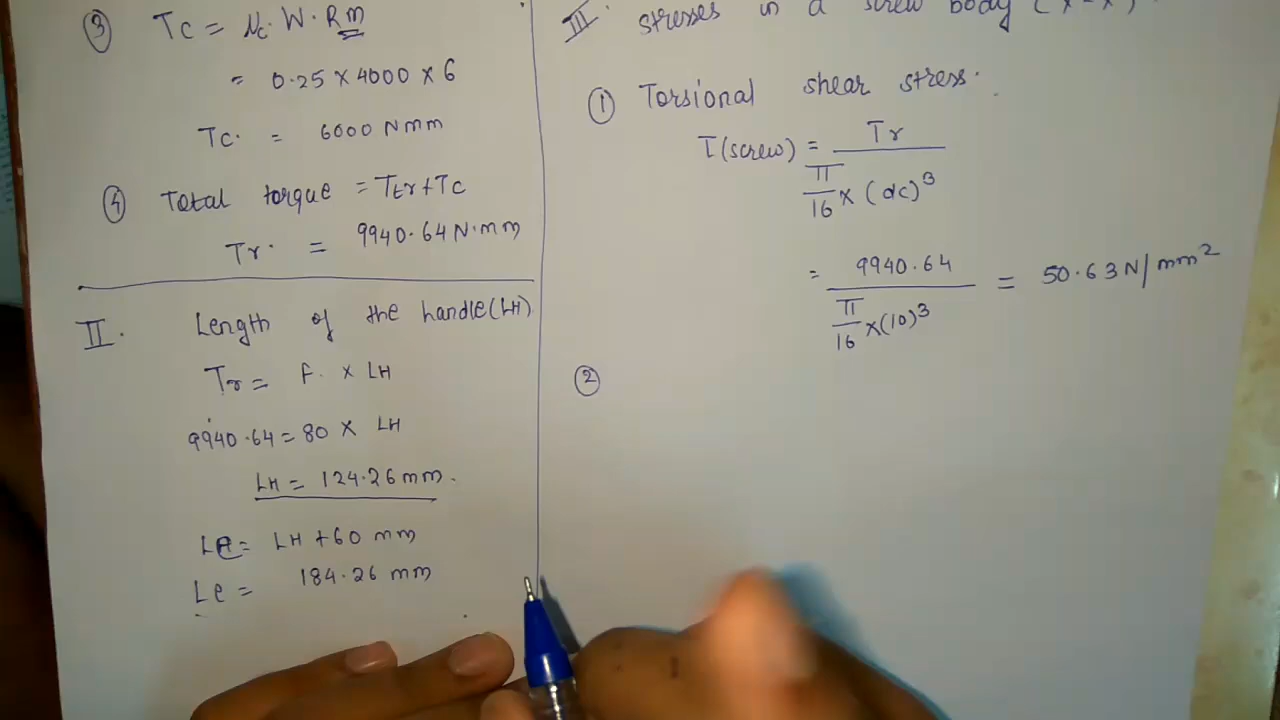 ③ Tc = μc. W. Rm
= 0.25 x 4000 x 6
Tc. = 6000 Nmm
④ Total torque = Ttr + Tc
Tr. = 9940.64 N.mm
II. Length of the handle (LH)
Tr = F. x LH
9940.64 = 80 x LH
LH = 124.26 mm.
Le = LH + 60 mm
Le = 184.26 mm
III. stresses in a screw body (x-x)
① Torsional shear stress.
τ(screw) = Tr
π/16 x (dc)³
= 9940.64 = 50.63 N/mm²
π/16 x (10)³
②